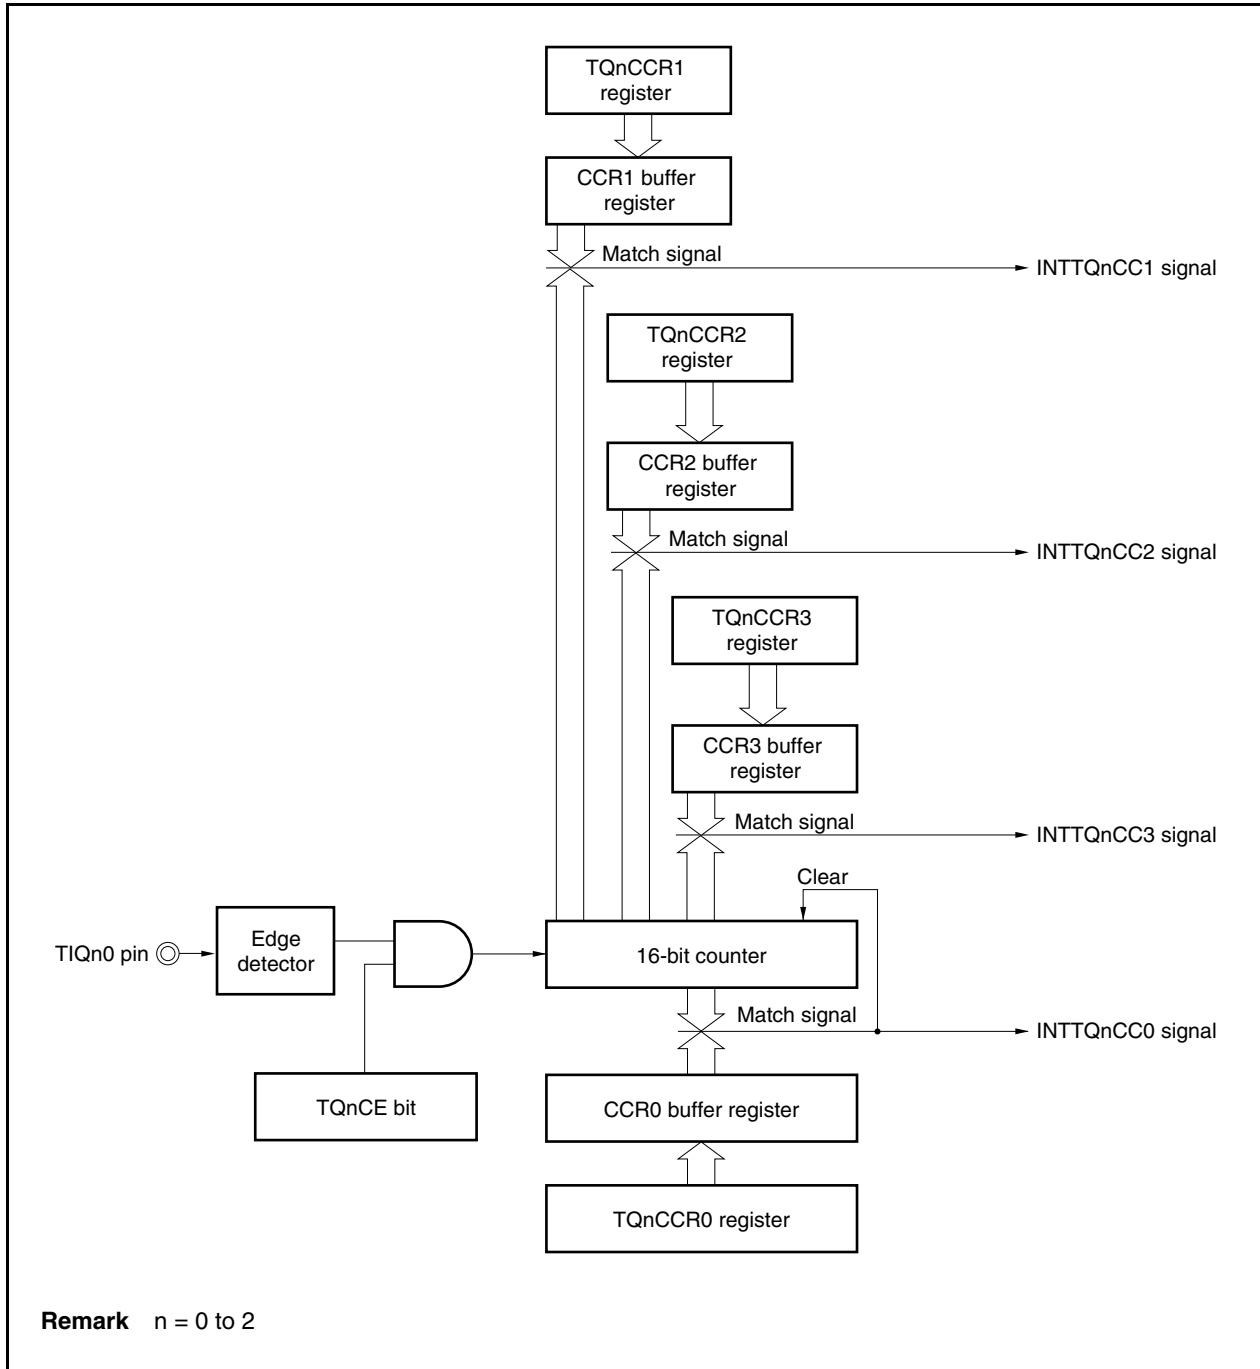 TQnCCR1
register
CCR1 buffer
register
Match signal
INTTQnCC1 signal
TQnCCR2
register
CCR2 buffer
register
Match signal
INTTQnCC2 signal
TQnCCR3
register
CCR3 buffer
register
Match signal
INTTQnCC3 signal
Clear
TIQn0 pin
Edge
detector
16-bit counter
Match signal
INTTQnCC0 signal
TQnCE bit
CCR0 buffer register
TQnCCR0 register
Remark n = 0 to 2